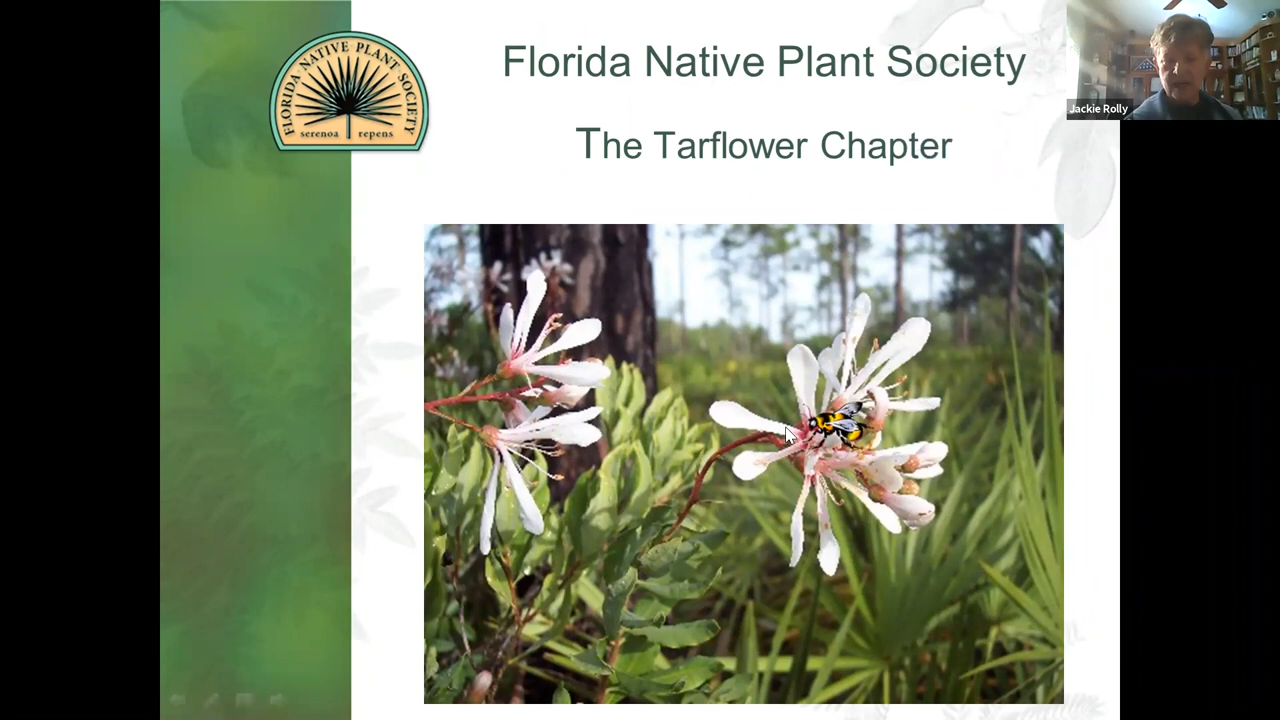 FLORIDA NATIVE PLANT SOCIETY
serenoa repens
Florida Native Plant Society
The Tarflower Chapter
Jackie Rolly